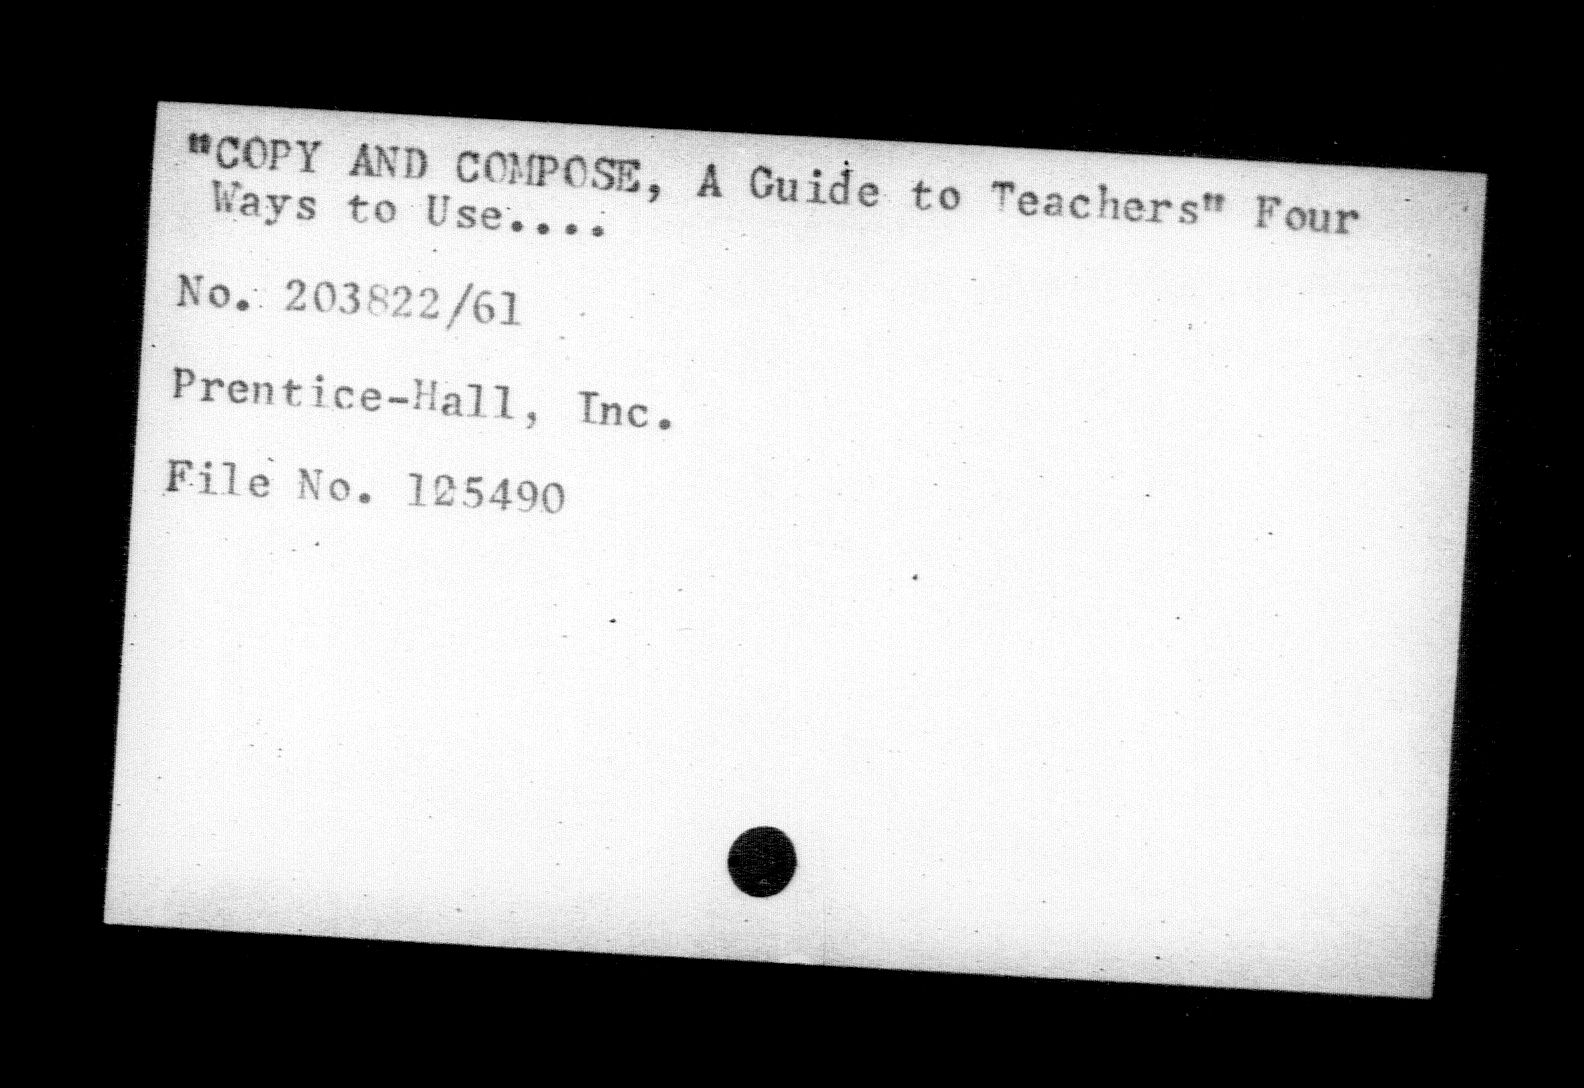 "COPY AND COMPOSE, A Guide to Teachers" Four
Ways to Use....
No. 203822/61
Prentice-Hall, Inc.
File No. 125490